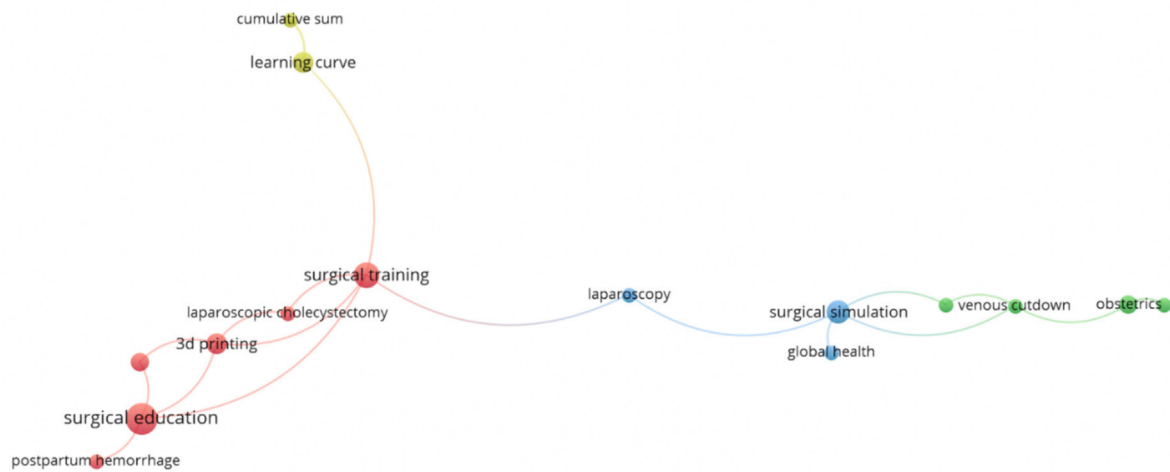 cumulative sum
learning curve
surgical training
laparoscopy
laparoscopic cholecystectomy
surgical simulation
venous cutdown
obstetrics
3d printing
global health
surgical education
postpartum hemorrhage